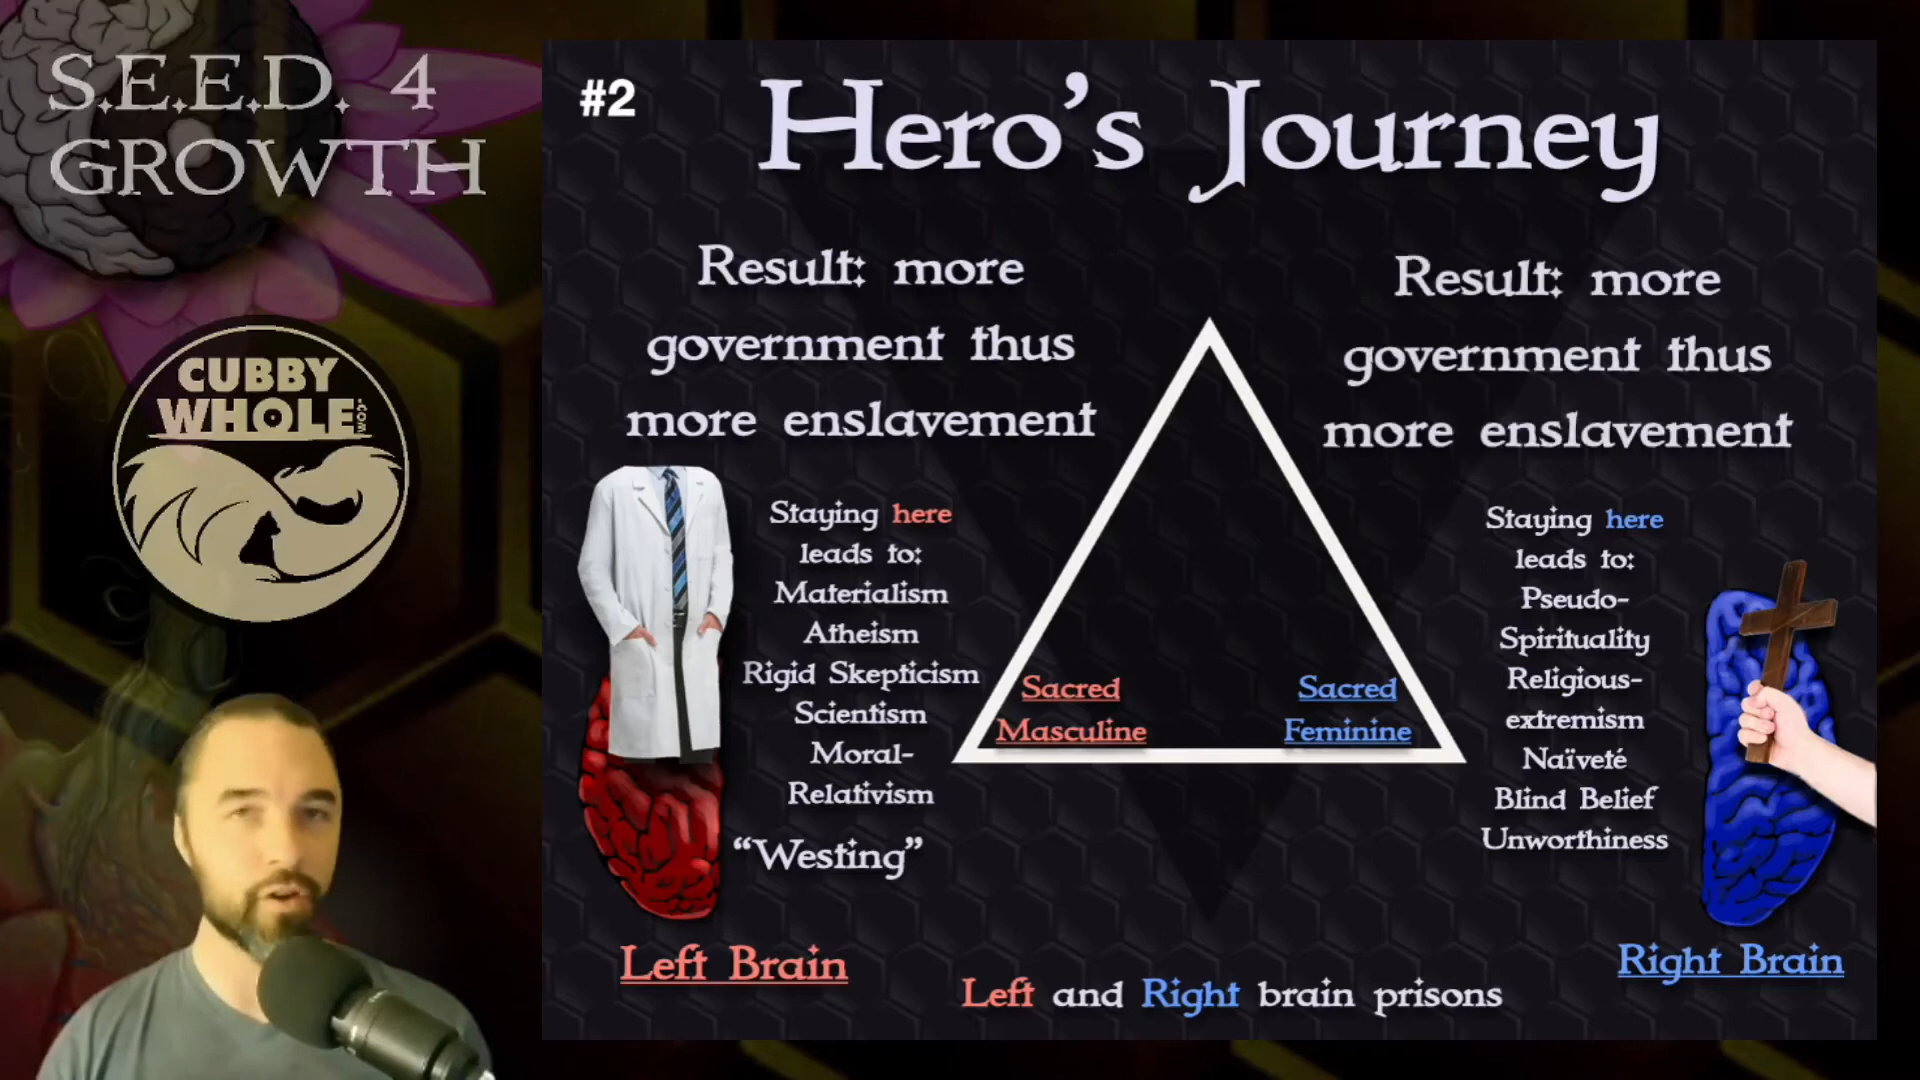 S.E.E.D. 4
GROWTH
CUBBY
WHOLE.COM
#2
Hero's Journey
Result: more
government thus
more enslavement
Staying here
leads to:
Materialism
Atheism
Rigid Skepticism
Scientism
Moral-
Relativism
"Westing"
Left Brain
Sacred
Masculine
Sacred
Feminine
Result: more
government thus
more enslavement
Staying here
leads to:
Pseudo-
Spirituality
Religious-
extremism
Naïveté
Blind Belief
Unworthiness
Right Brain
Left and Right brain prisons